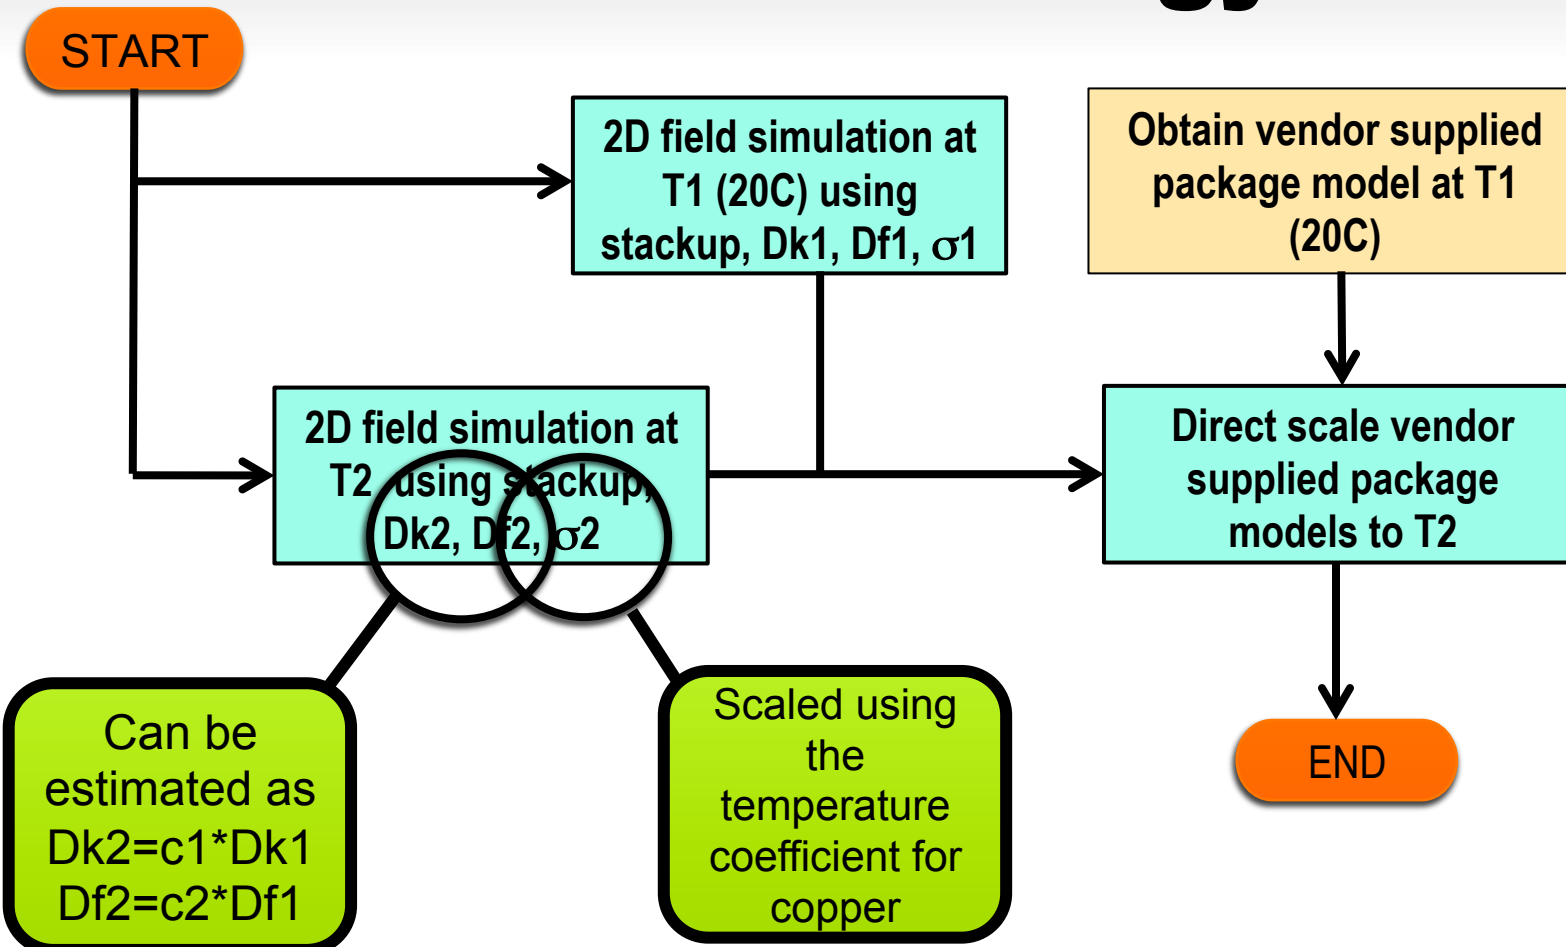 START
2D field simulation at
T1 (20C) using
stackup, Dk1, Df1, σ1
Obtain vendor supplied
package model at T1
(20C)
2D field simulation at
T2 using stackup,
Dk2, Df2, σ2
Direct scale vendor
supplied package
models to T2
Can be
estimated as
Dk2=c1*Dk1
Df2=c2*Df1
Scaled using
the
temperature
coefficient for
copper
END